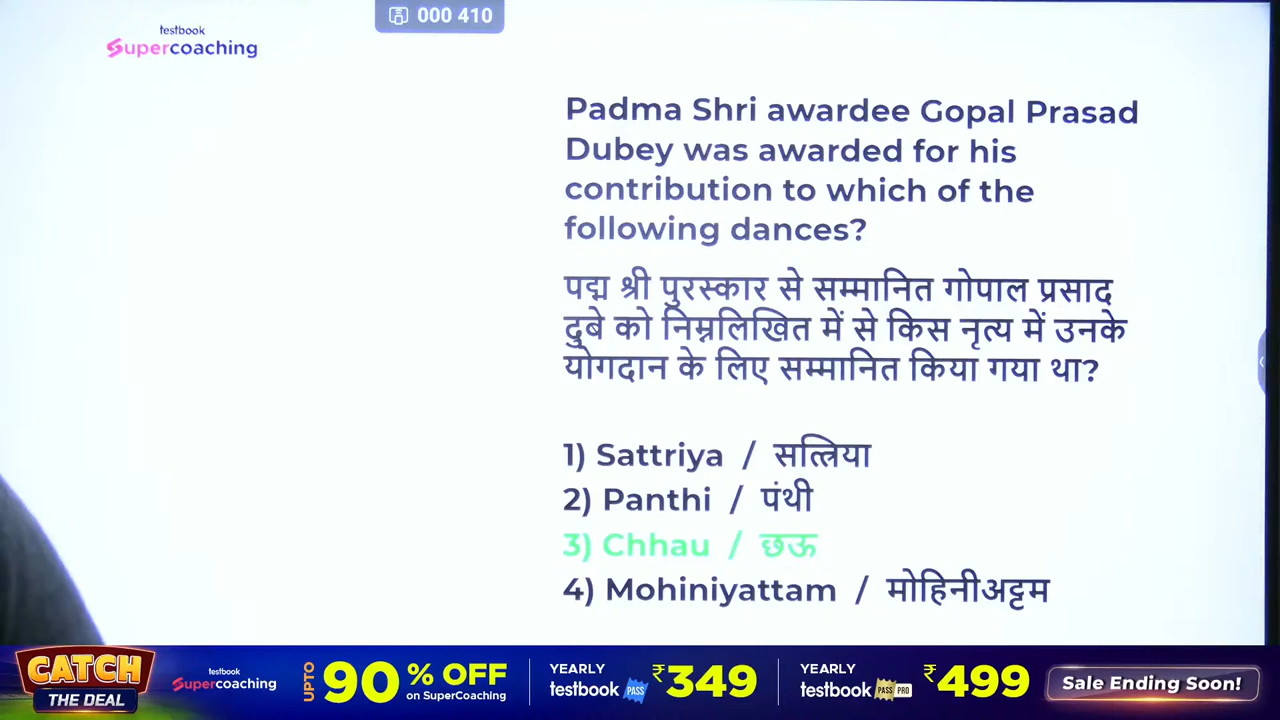 000 410
testbook
Supercoaching
Padma Shri awardee Gopal Prasad
Dubey was awarded for his
contribution to which of the
following dances?
पद्म श्री पुरस्कार से सम्मानित गोपाल प्रसाद
दुबे को निम्नलिखित में से किस नृत्य में उनके
योगदान के लिए सम्मानित किया गया था?
1) Sattriya / सत्त्रिया
2) Panthi / पंथी
3) Chhau / छऊ
4) Mohiniyattam / मोहिनीअट्टम
CATCH
THE DEAL
testbook
Supercoaching
UPTO
90% OFF
on SuperCoaching
YEARLY
testbook PASS
₹349
YEARLY
testbook PASS PRO
₹499
Sale Ending Soon!